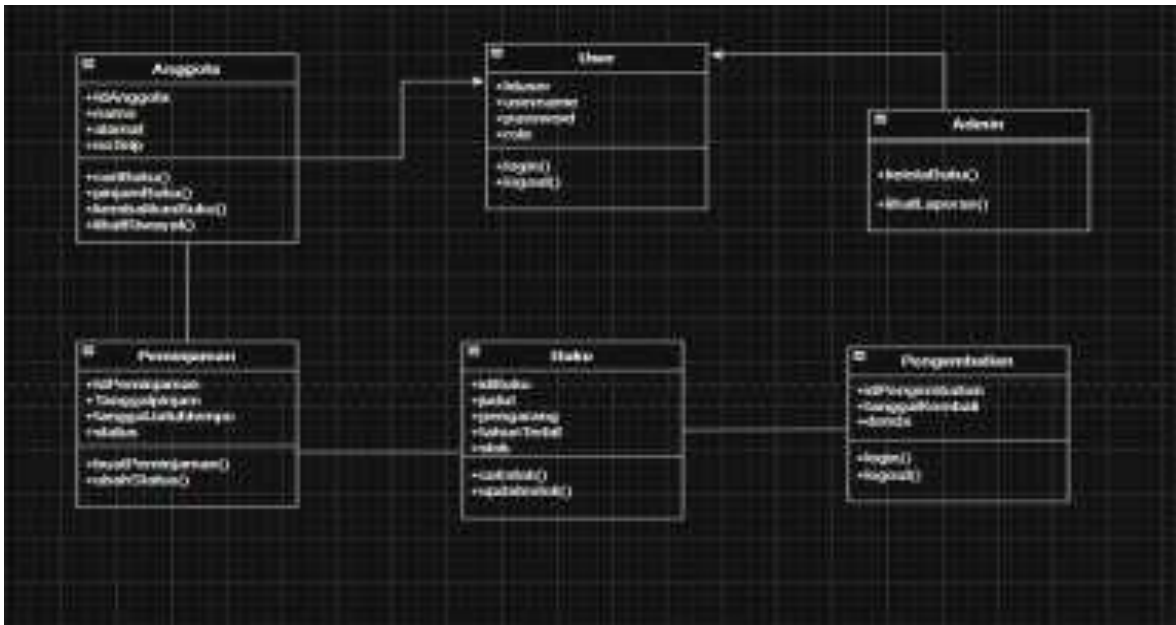 Anggota
+idAnggota
+nama
+alamat
+noTelp
+cariBuku()
+pinjamBuku()
+kembalikanBuku()
+lihatRiwayat()
User
+iduser
+username
+password
+role
+login()
+logout()
Admin
+kelolaBuku()
+lihatLaporan()
Peminjaman
+idPeminjaman
+Tanggalpinjam
+status
+buatPeminjaman()
+ubahStatus()
Buku
+idBuku
+judul
+pengarang
+tahunTerbit
+stok
+updatestok()
Pengembalian
+idPengembalian
+tanggalKembali
+denda
+login()
+logout()